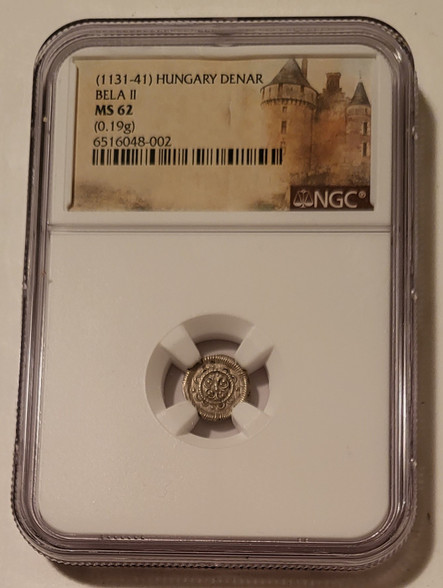 (1131-41) HUNGARY DENAR
BELA II
MS 62
(0.19g)
6516048-002
NGC®